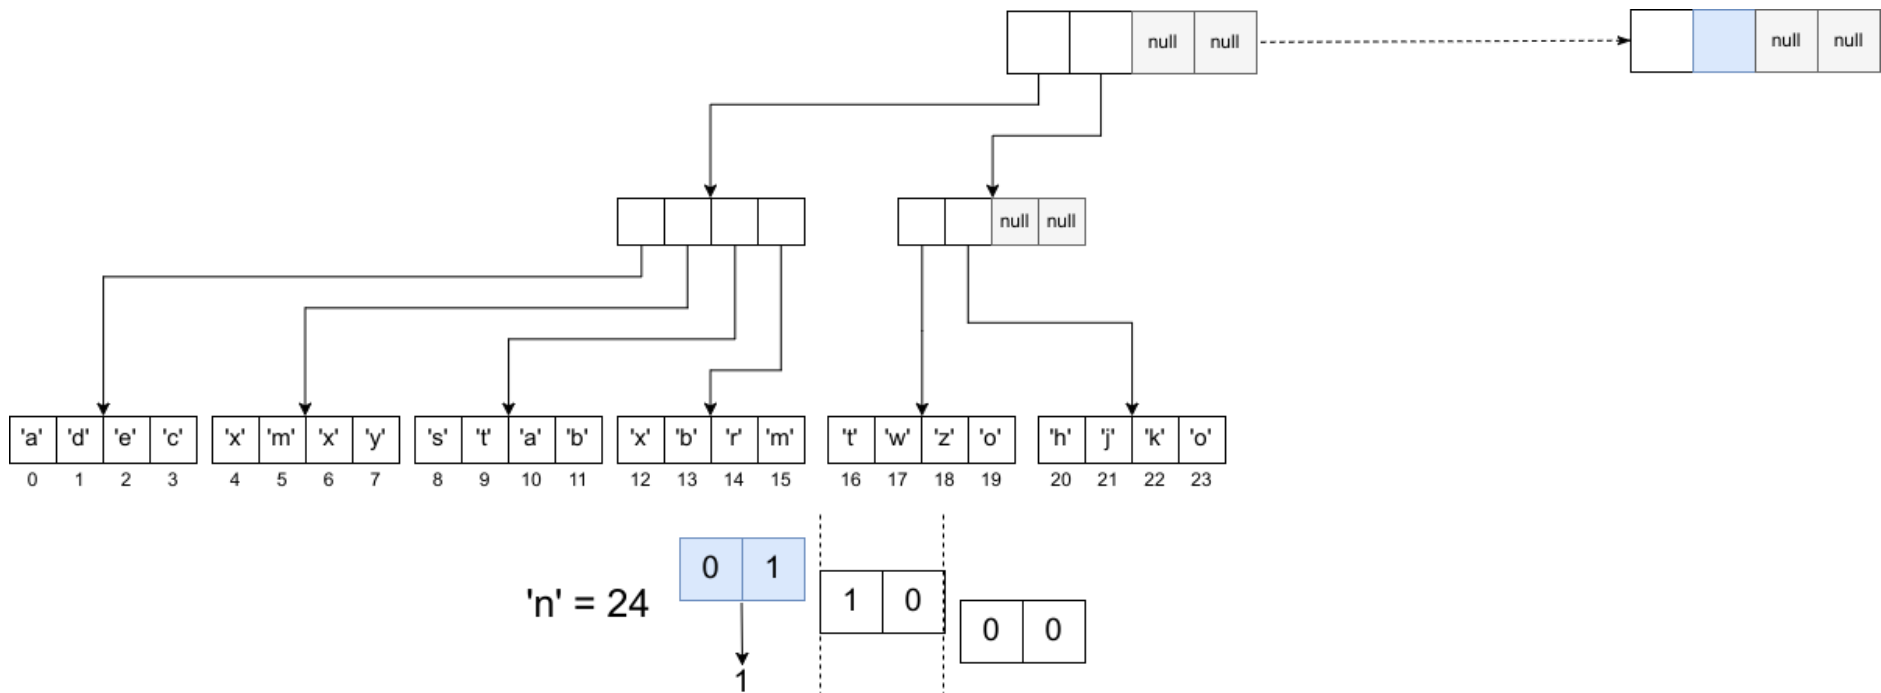 null null null null
null null
'a' 'd' 'e' 'c' 'x' 'm' 'x' 'y' 's' 't' 'a' 'b' 'x' 'b' 'r' 'm' 't' 'w' 'z' 'o' 'h' 'j' 'k' 'o'
0 1 2 3 4 5 6 7 8 9 10 11 12 13 14 15 16 17 18 19 20 21 22 23
'n' = 24 0 1 1 0 0 0
1